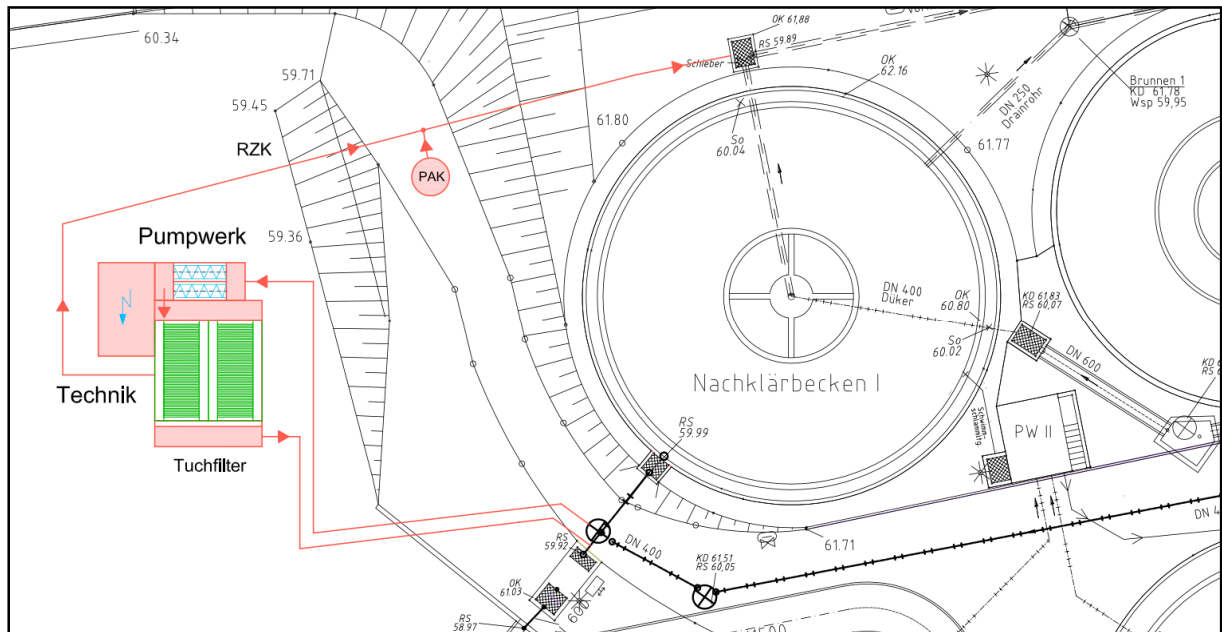 60.34
OK 61,88
RS 59.89
Schieber
OK
62.16
59.71
59.45
61.80
RZK
PAK
So
60.04
DN 250
Drainrohr
61.77
Brunnen 1
KD 61,78
Wsp 59,95
59.36
Pumpwerk
Technik
Tuchfilter
DN 400
Düker
OK
60.80
So
60.02
KD 61,83
RS 60,07
DN 600
Nachklärbecken I
RS
59.99
Schwimm-
schlammltg.
PW II
RS
59.92
DN 400
KD 61,51
RS 60,05
61.71
OK
61.03
600
RS
58.97